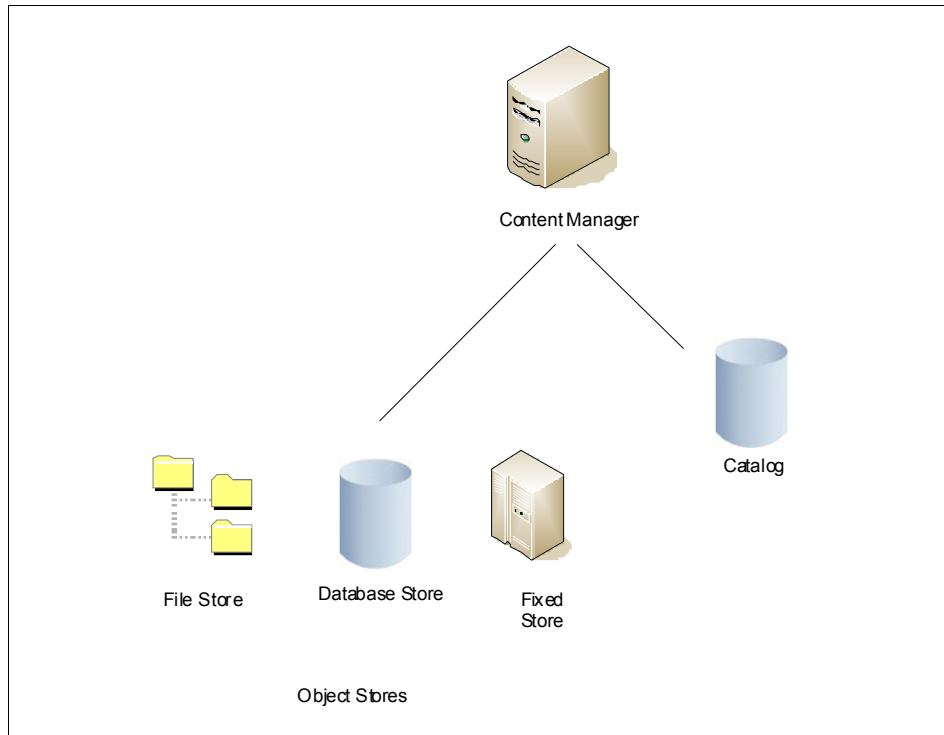 Content Manager
Catalog
File Store
Database Store
Fixed
Store
Object Stores